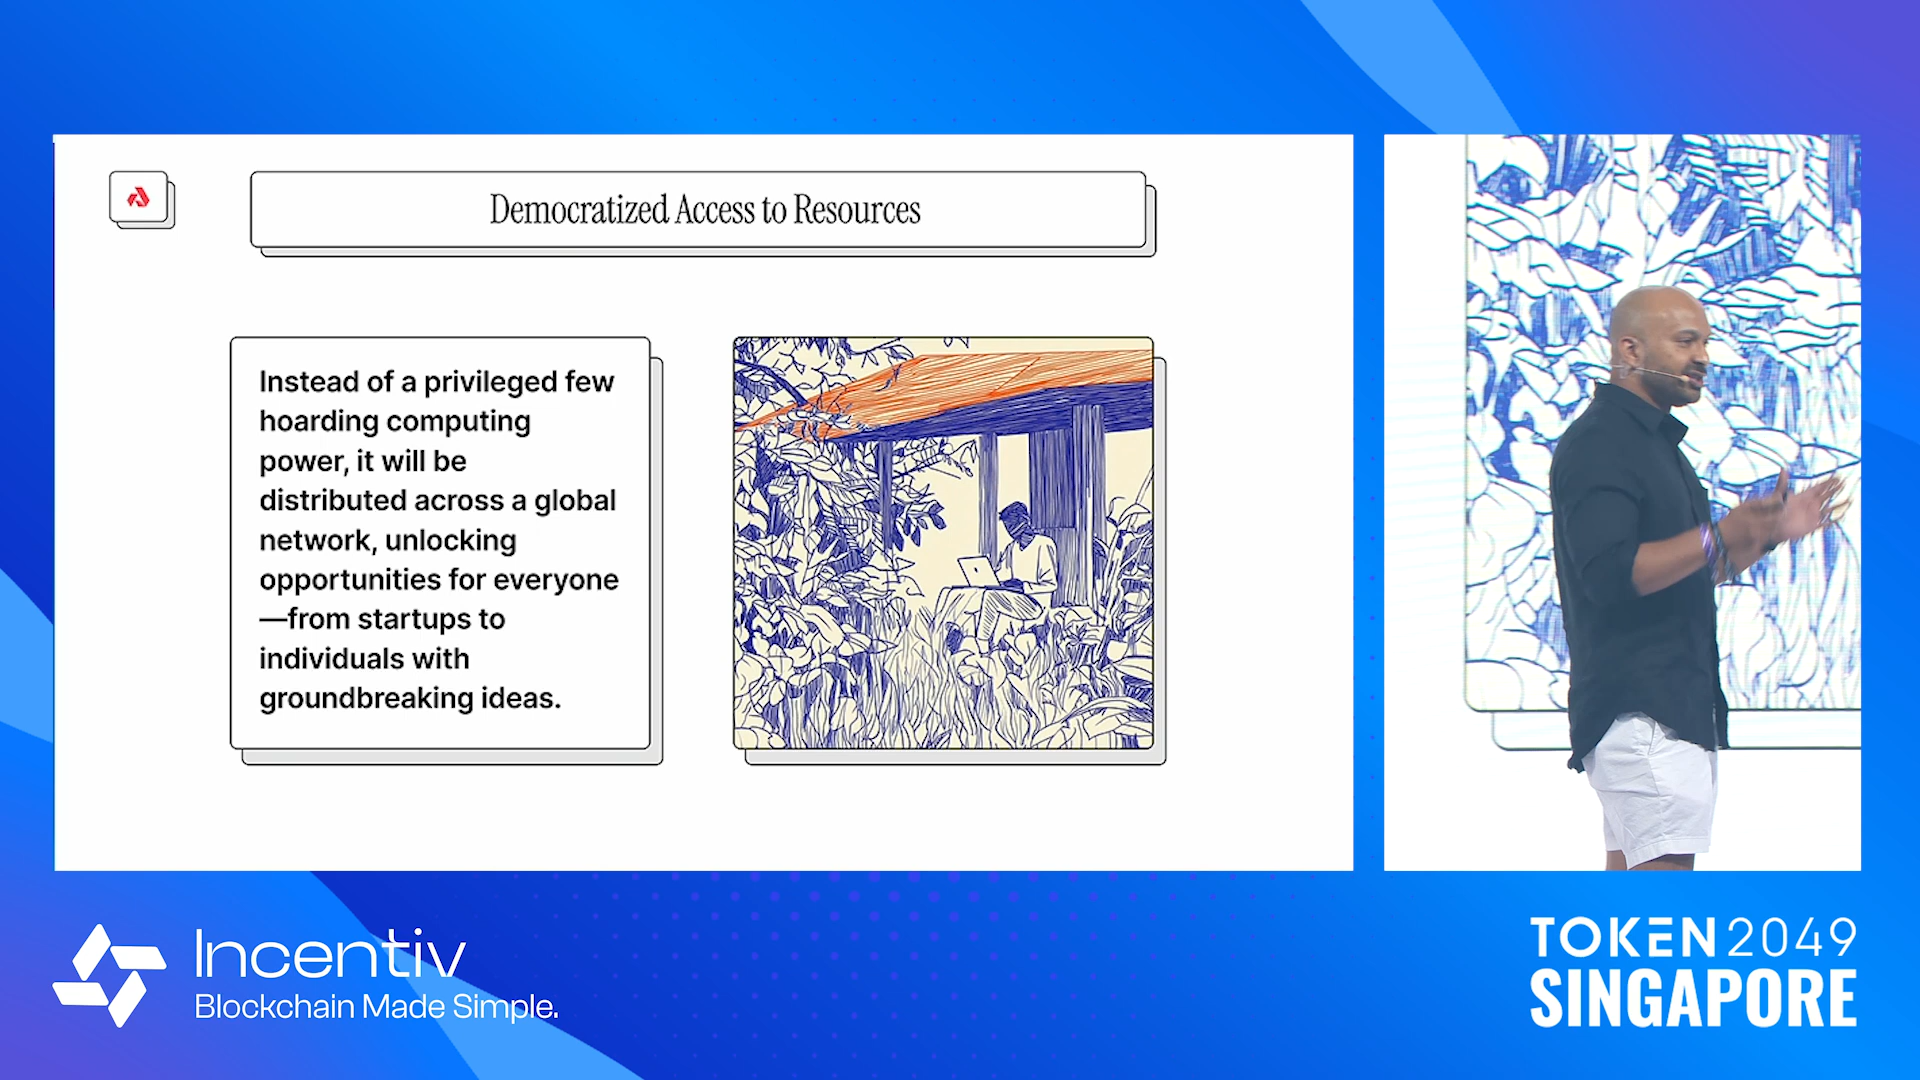 Democratized Access to Resources
Instead of a privileged few
hoarding computing
power, it will be
distributed across a global
network, unlocking
opportunities for everyone
—from startups to
individuals with
groundbreaking ideas.
Incentiv
Blockchain Made Simple.
TOKEN2049
SINGAPORE